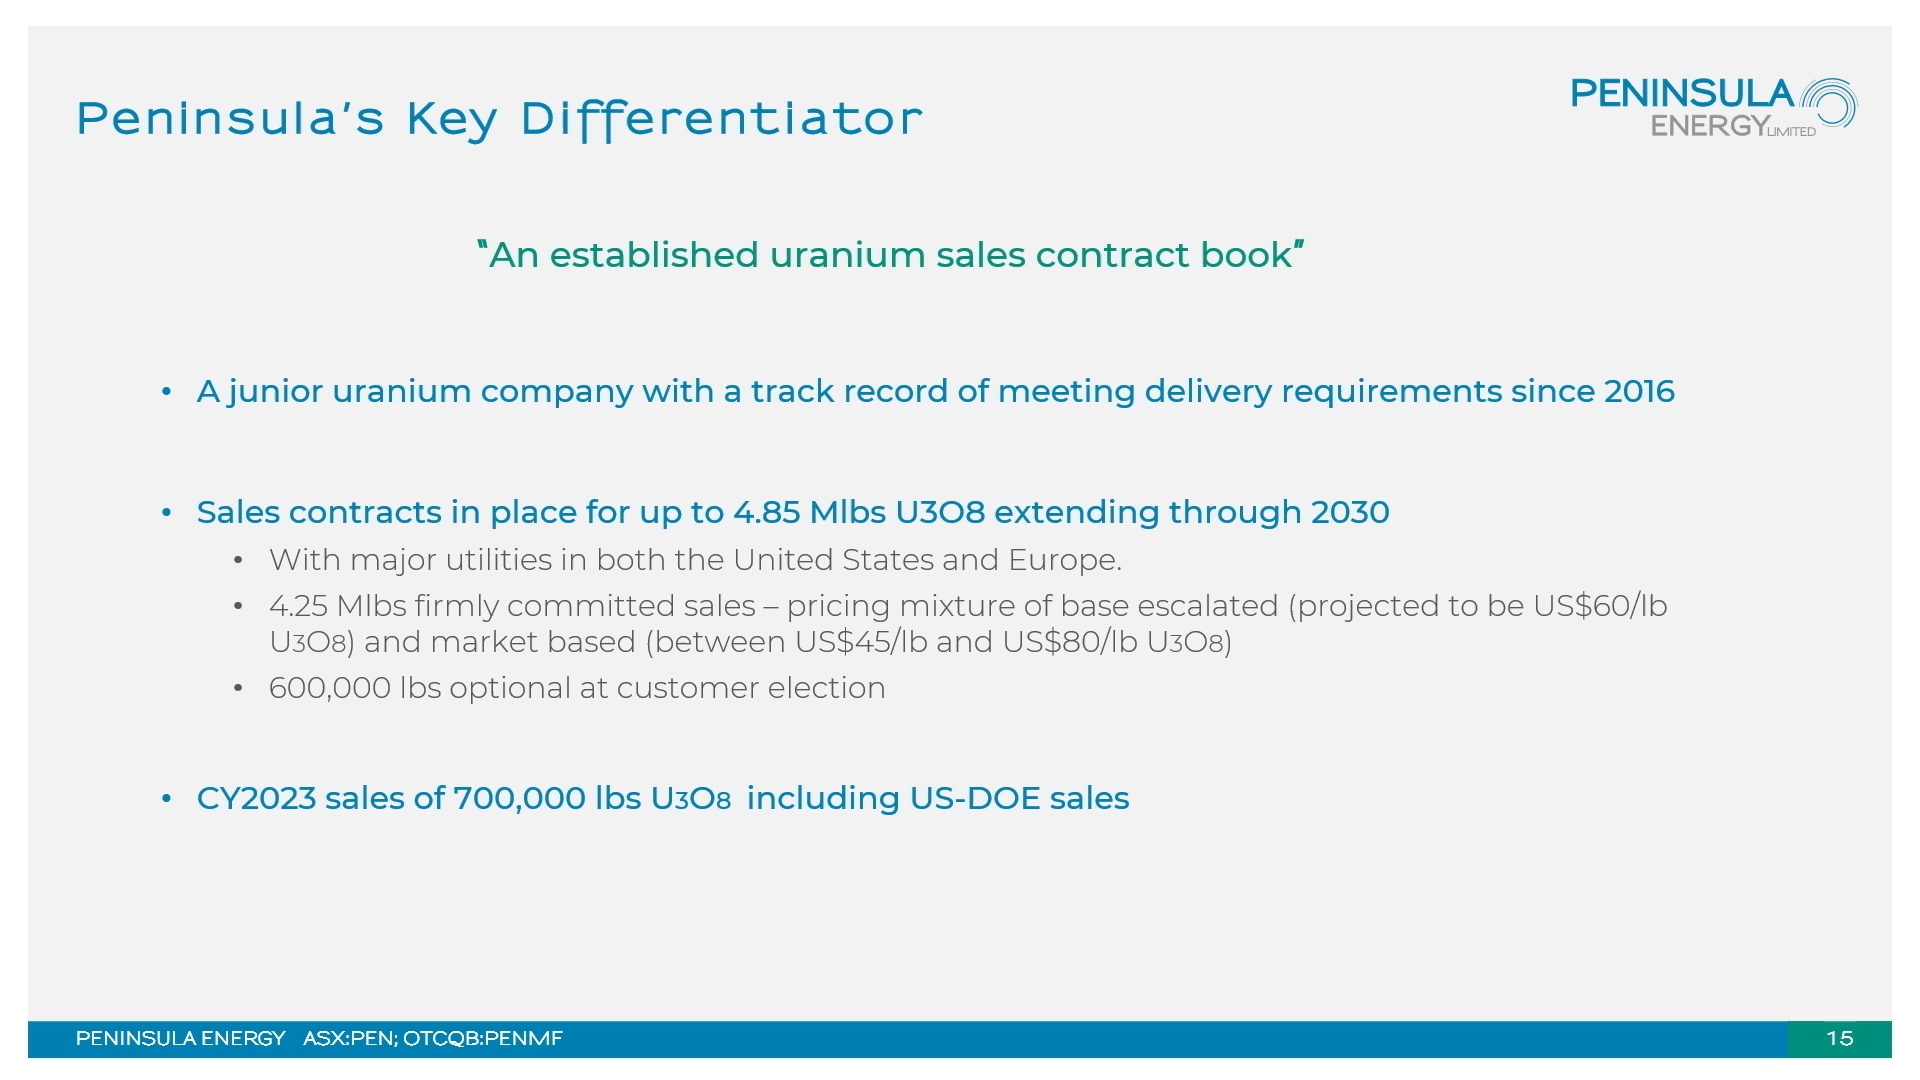 Peninsula's Key Differentiator
PENINSULA
ENERGY LIMITED
"An established uranium sales contract book"
• A junior uranium company with a track record of meeting delivery requirements since 2016
• Sales contracts in place for up to 4.85 Mlbs U3O8 extending through 2030
• With major utilities in both the United States and Europe.
• 4.25 Mlbs firmly committed sales – pricing mixture of base escalated (projected to be US$60/lb
U3O8) and market based (between US$45/lb and US$80/lb U3O8)
• 600,000 lbs optional at customer election
• CY2023 sales of 700,000 lbs U3O8 including US-DOE sales
PENINSULA ENERGY ASX:PEN; OTCQB:PENMF
15